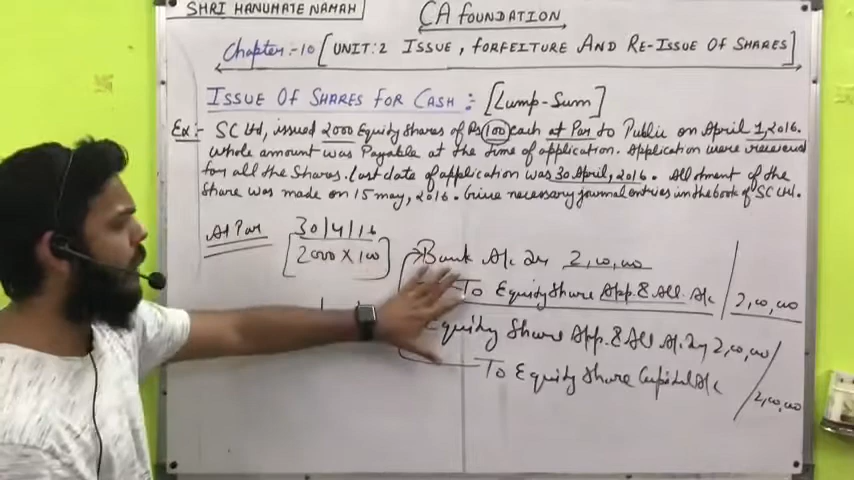 SHRI HANUMATE NAMAH
CA FOUNDATION
Chapter:-10 [UNIT:2 ISSUE, FORFEITURE AND RE-ISSUE OF SHARES]
ISSUE OF SHARES FOR CASH:- [Lump-Sum]
Ex:- SC Ltd, issued 2000 Equity shares of Rs 100 each at Par to Public on April 1, 2016.
Whole amount was Payable at the time of application. Application were received
for all the Shares. Last date of application was 30 April, 2016. Allotment of the
Share was made on 15 may, 2016. Give necessary journal entries in the book of SC Ltd.
At Par
30/4/16
[2000 X 100]
Bank A/c Dr 2,00,000
To Equity Share App. & All. A/c 2,00,000
Equity Share App. & All A/c Dr 2,00,000
To Equity Share Capital A/c 2,00,000